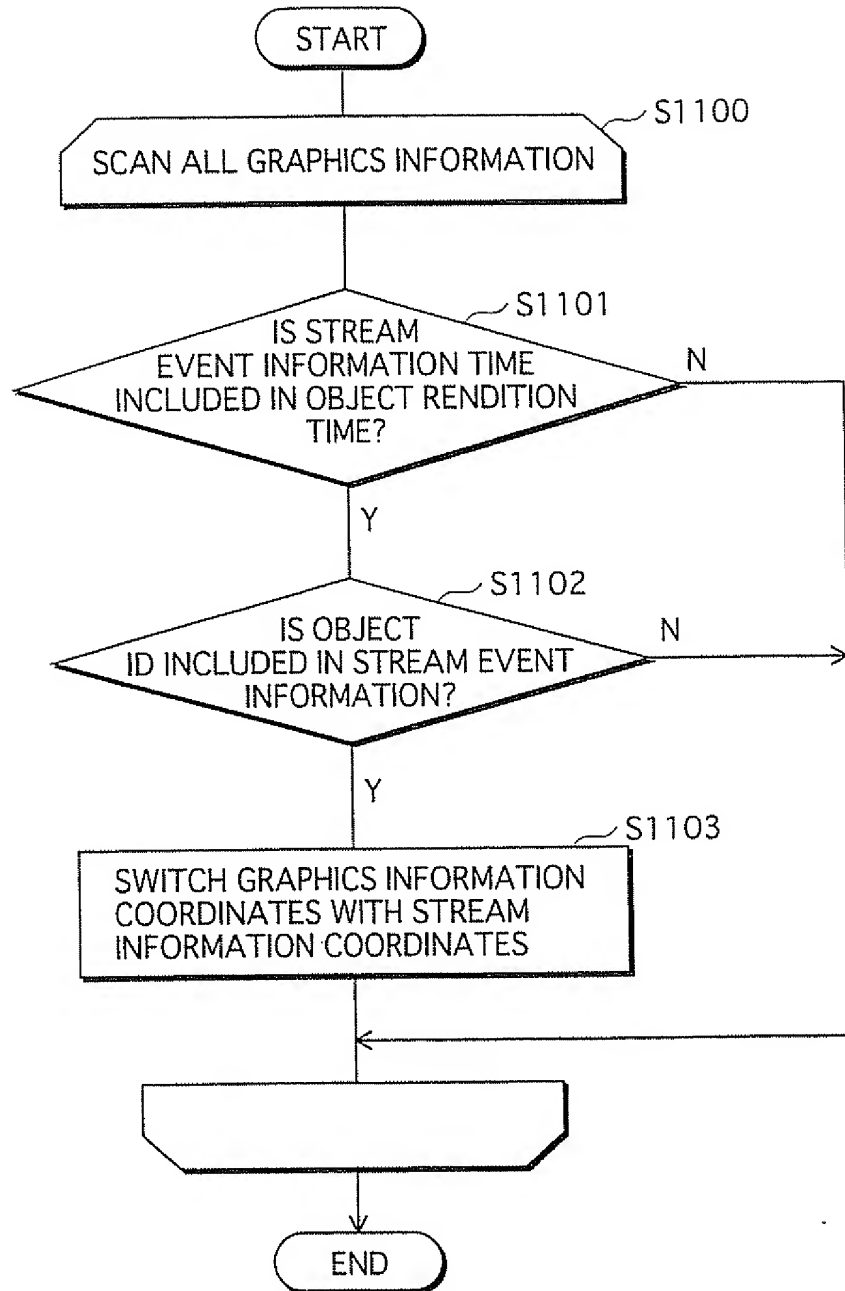 START
S1100
SCAN ALL GRAPHICS INFORMATION
S1101
IS STREAM
EVENT INFORMATION TIME
INCLUDED IN OBJECT RENDITION
TIME?
N
Y
S1102
IS OBJECT
ID INCLUDED IN STREAM EVENT
INFORMATION?
N
Y
S1103
SWITCH GRAPHICS INFORMATION
COORDINATES WITH STREAM
INFORMATION COORDINATES
END